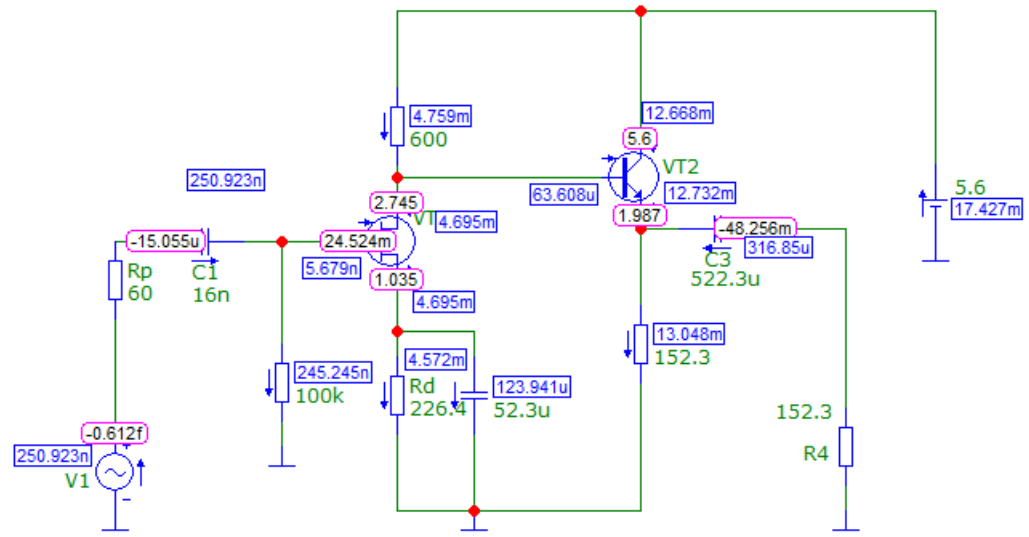 4.759m
600
12.668m
5.6
VT2
250.923n
63.608u
12.732m
5.6
17.427m
2.745
VT
4.695m
1.987
-15.055u
24.524m
-48.256m
316.85u
Rp
60
C1
16n
5.679n
C3
522.3u
1.035
4.695m
13.048m
152.3
245.245n
100k
4.572m
Rd
226.4
123.941u
52.3u
152.3
R4
-0.612f
250.923n
V1